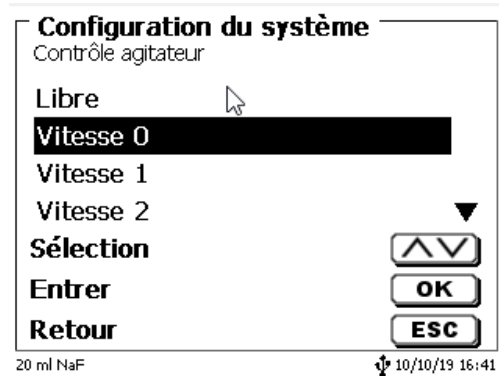 Configuration du système
Contrôle agitateur
Libre
Vitesse 0
Vitesse 1
Vitesse 2
Sélection
Entrer OK
Retour ESC
20 ml NaF 10/10/19 16:41